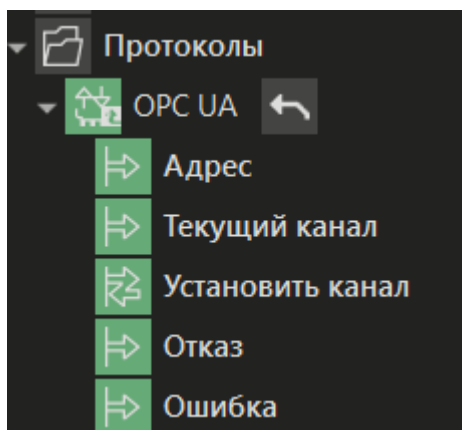 Протоколы
OPC UA
Адрес
Текущий канал
Установить канал
Отказ
Ошибка